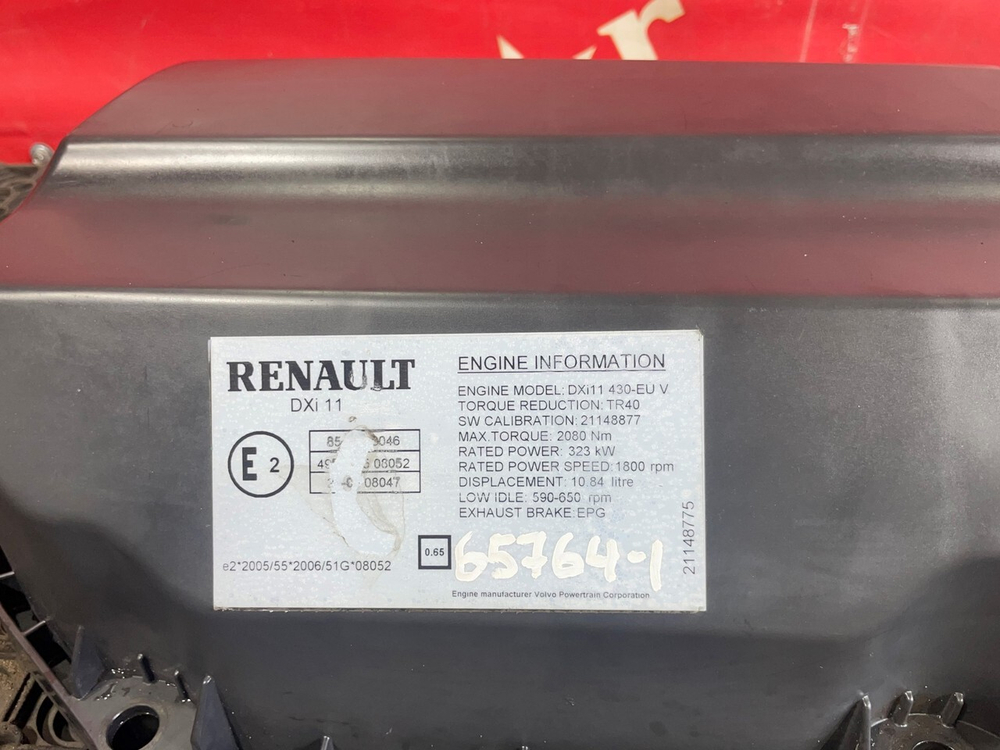 RENAULT
DXi 11
E 2
08052
08047
e2*2005/55*2006/51G*08052
ENGINE INFORMATION
ENGINE MODEL: DXi11 430-EU V
TORQUE REDUCTION: TR40
SW CALIBRATION: 21148877
MAX.TORQUE: 2080 Nm
RATED POWER: 323 kW
RATED POWER SPEED: 1800 rpm
DISPLACEMENT: 10.84 litre
LOW IDLE: 590-650 rpm
EXHAUST BRAKE: EPG
0.65
65764-1
Engine manufacturer Volvo Powertrain Corporation
21148775